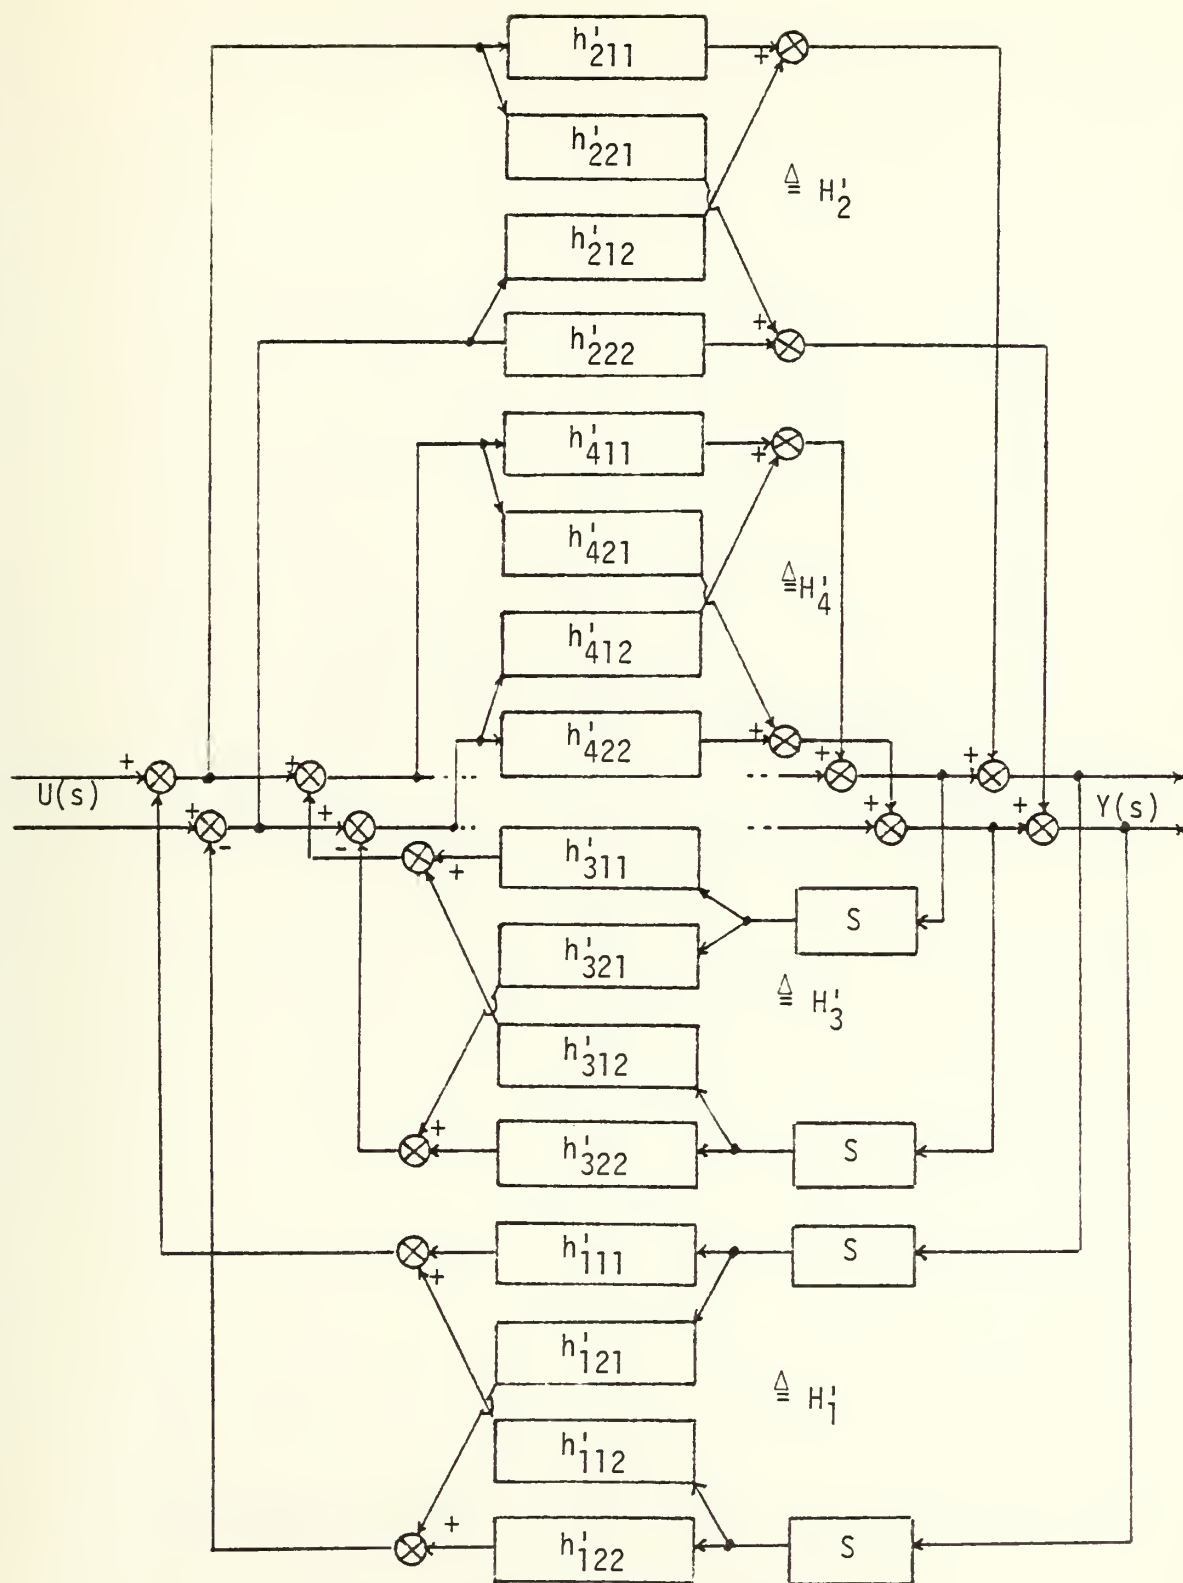 h'211
+
h'221
≜ H'2
h'212
+
h'222
h'411
+
h'421
≜H'4
h'412
+
h'422
+ + + +
U(s) Y(s)
+ + + +
- -
h'311
+
S
h'321
≜ H'3
h'312
+
h'322
+
S
h'111
+
S
h'121
≜ H'1
h'112
+
h'122
S